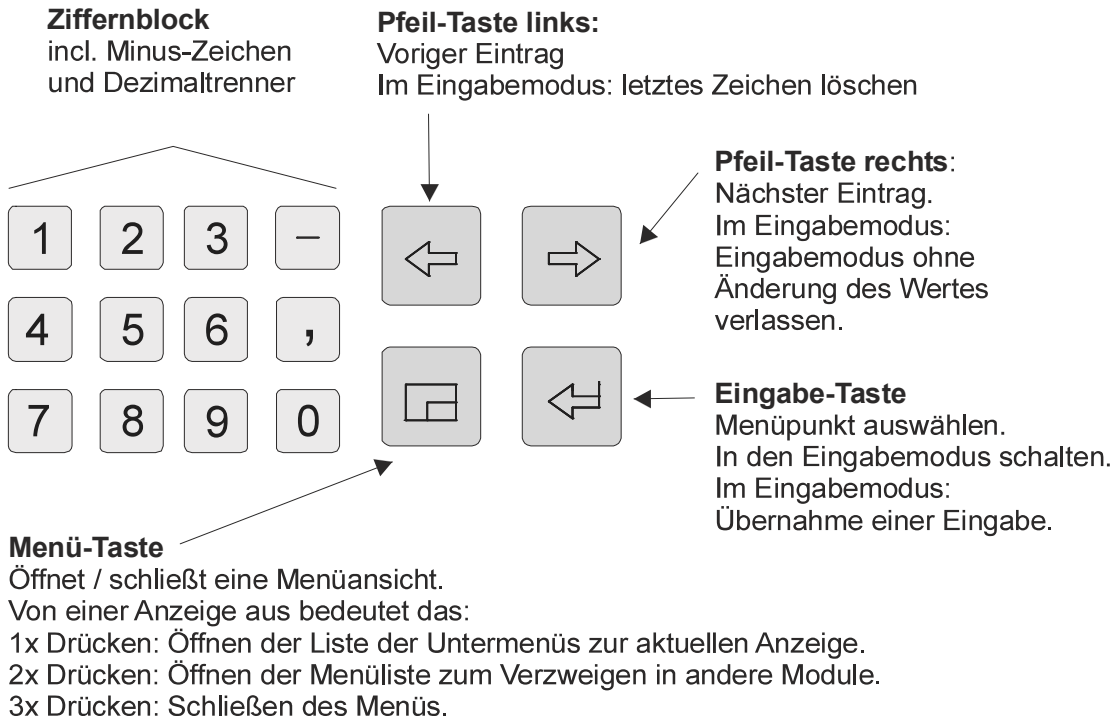 Ziffernblock
incl. Minus-Zeichen
und Dezimaltrenner
Pfeil-Taste links:
Voriger Eintrag
Im Eingabemodus: letztes Zeichen löschen
Pfeil-Taste rechts:
Nächster Eintrag.
Im Eingabemodus:
Eingabemodus ohne
Änderung des Wertes
verlassen.
1 2 3 –
4 5 6 ,
7 8 9 0
Eingabe-Taste
Menüpunkt auswählen.
In den Eingabemodus schalten.
Im Eingabemodus:
Übernahme einer Eingabe.
Menü-Taste
Öffnet / schließt eine Menüansicht.
Von einer Anzeige aus bedeutet das:
1x Drücken: Öffnen der Liste der Untermenüs zur aktuellen Anzeige.
2x Drücken: Öffnen der Menüliste zum Verzweigen in andere Module.
3x Drücken: Schließen des Menüs.